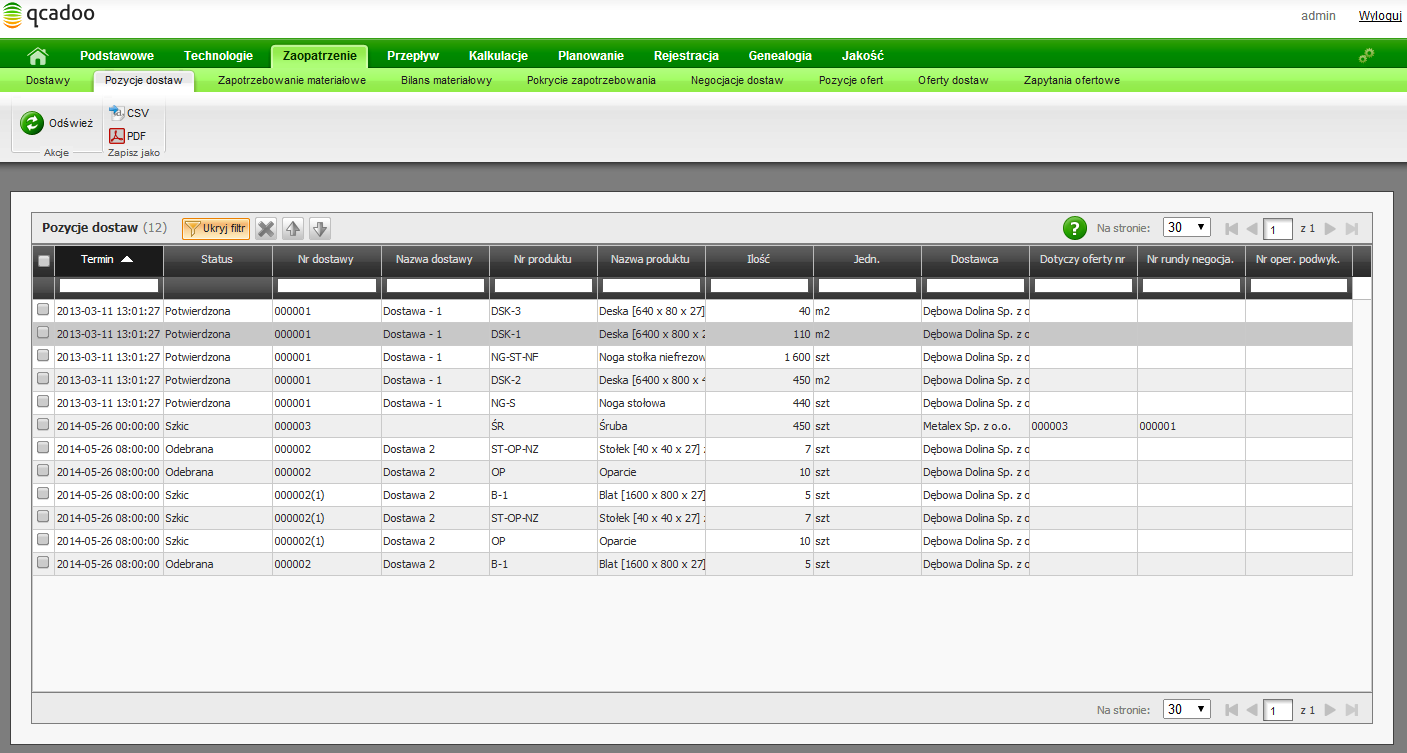 qcadoo admin Wyloguj
Podstawowe Technologie Zaopatrzenie Przepływ Kalkulacje Planowanie Rejestracja Genealogia Jakość
Dostawy Pozycje dostaw Zapotrzebowanie materiałowe Bilans materiałowy Pokrycie zapotrzebowania Negocjacje dostaw Pozycje ofert Oferty dostaw Zapytania ofertowe
Odśwież CSV
PDF
Akcje Zapisz jako
Pozycje dostaw (12) Ukryj filtr ? Na stronie: 30 1 z 1
Termin Status Nr dostawy Nazwa dostawy Nr produktu Nazwa produktu Ilość Jedn. Dostawca Dotyczy oferty nr Nr rundy negocja. Nr oper. podwyk.
2013-03-11 13:01:27 Potwierdzona 000001 Dostawa - 1 DSK-3 Deska [640 x 80 x 27] 40 m2 Dębowa Dolina Sp. z o
2013-03-11 13:01:27 Potwierdzona 000001 Dostawa - 1 DSK-1 Deska [6400 x 800 x 2 110 m2 Dębowa Dolina Sp. z o
2013-03-11 13:01:27 Potwierdzona 000001 Dostawa - 1 NG-ST-NF Noga stołka niefrezow 1 600 szt Dębowa Dolina Sp. z o
2013-03-11 13:01:27 Potwierdzona 000001 Dostawa - 1 DSK-2 Deska [6400 x 800 x 4 450 m2 Dębowa Dolina Sp. z o
2013-03-11 13:01:27 Potwierdzona 000001 Dostawa - 1 NG-S Noga stołowa 440 szt Dębowa Dolina Sp. z o
2014-05-26 00:00:00 Szkic 000003 ŚR Śruba 450 szt Metalex Sp. z o.o. 000003 000001
2014-05-26 08:00:00 Odebrana 000002 Dostawa 2 ST-OP-NZ Stołek [40 x 40 x 27] z 7 szt Dębowa Dolina Sp. z o
2014-05-26 08:00:00 Odebrana 000002 Dostawa 2 OP Oparcie 10 szt Dębowa Dolina Sp. z o
2014-05-26 08:00:00 Szkic 000002(1) Dostawa 2 B-1 Blat [1600 x 800 x 27] 5 szt Dębowa Dolina Sp. z o
2014-05-26 08:00:00 Szkic 000002(1) Dostawa 2 ST-OP-NZ Stołek [40 x 40 x 27] z 7 szt Dębowa Dolina Sp. z o
2014-05-26 08:00:00 Szkic 000002(1) Dostawa 2 OP Oparcie 10 szt Dębowa Dolina Sp. z o
2014-05-26 08:00:00 Odebrana 000002 Dostawa 2 B-1 Blat [1600 x 800 x 27] 5 szt Dębowa Dolina Sp. z o
Na stronie: 30 1 z 1